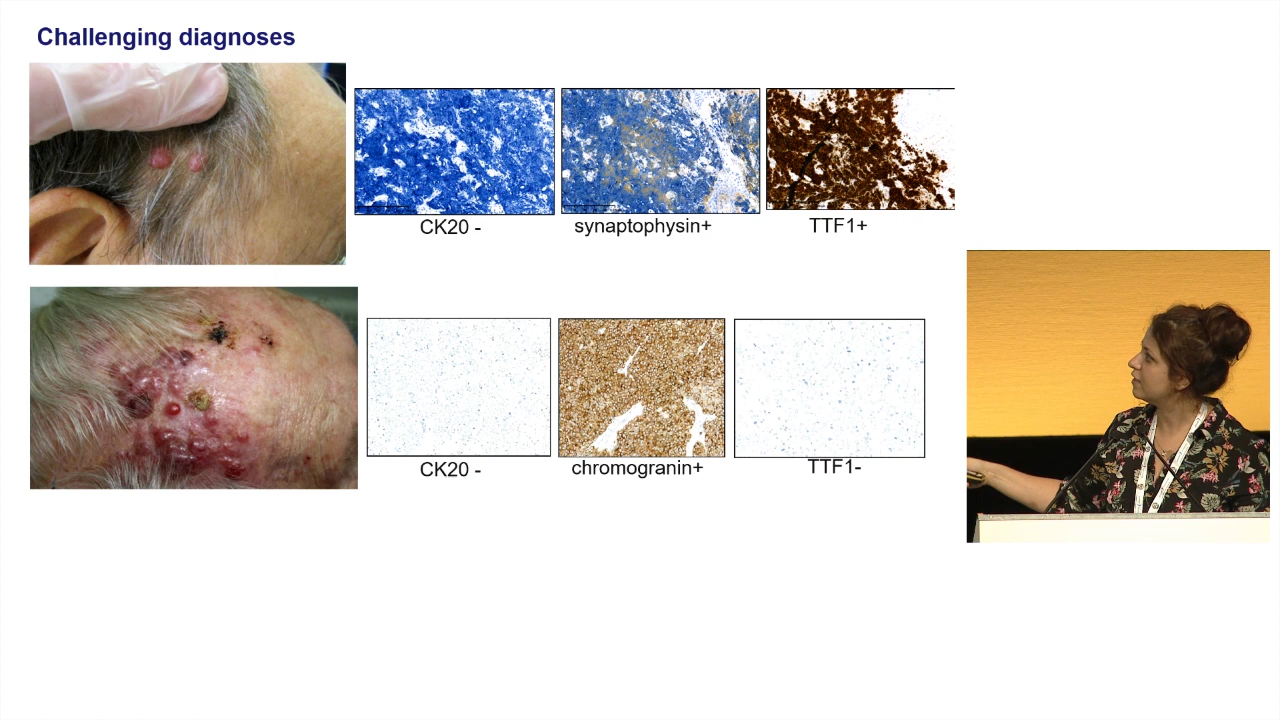 Challenging diagnoses
CK20 -
synaptophysin+
TTF1+
CK20 -
chromogranin+
TTF1-